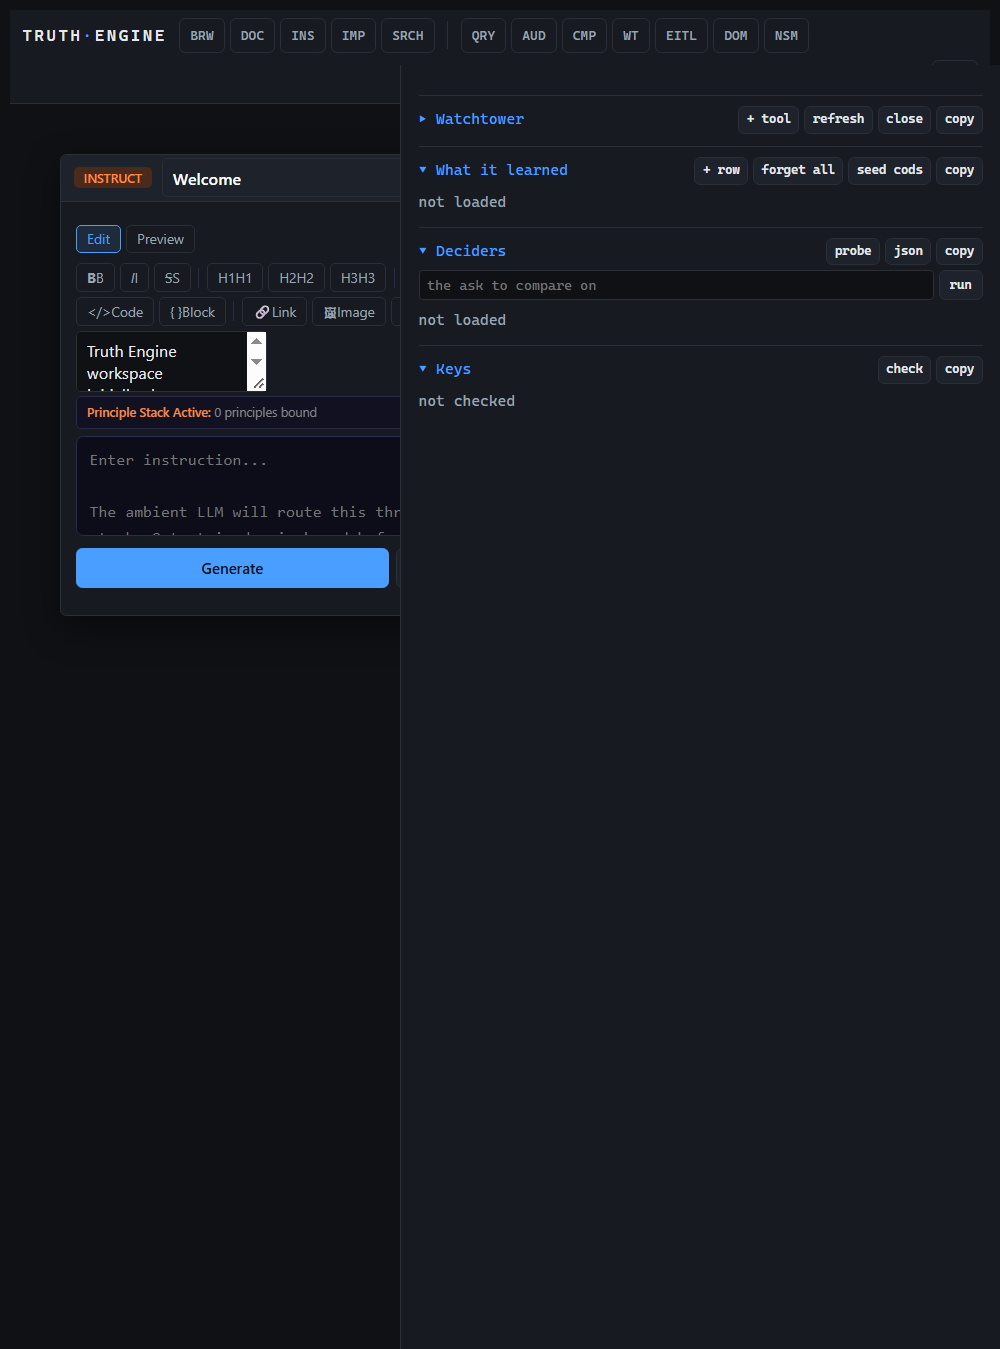 TRUTH·ENGINE BRW DOC INS IMP SRCH QRY AUD CMP WT EITL DOM NSM
Watchtower + tool refresh close copy
What it learned + row forget all seed cods copy
not loaded
Deciders probe json copy
the ask to compare on run
not loaded
Keys check copy
not checked
INSTRUCT Welcome
Edit Preview
BB II SS H1H1 H2H2 H3H3
</>Code { }Block Link Image
Truth Engine
workspace
Principle Stack Active: 0 principles bound
Enter instruction...
The ambient LLM will route this thr
Generate